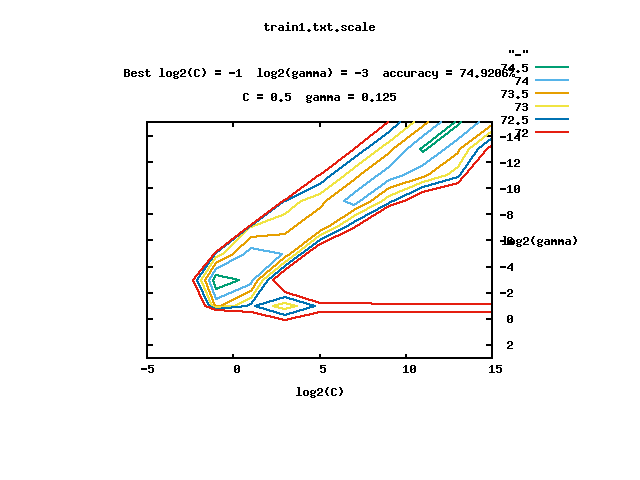 train1.txt.scale
"-"
Best log2(C) = -1 log2(gamma) = -3 accuracy = 74.9206%
74.5
74
C = 0.5 gamma = 0.125
73.5
73
72.5
72
-14
-12
-10
-8
-6
log2(gamma)
-4
-2
0
2
-5 0 5 10 15
log2(C)